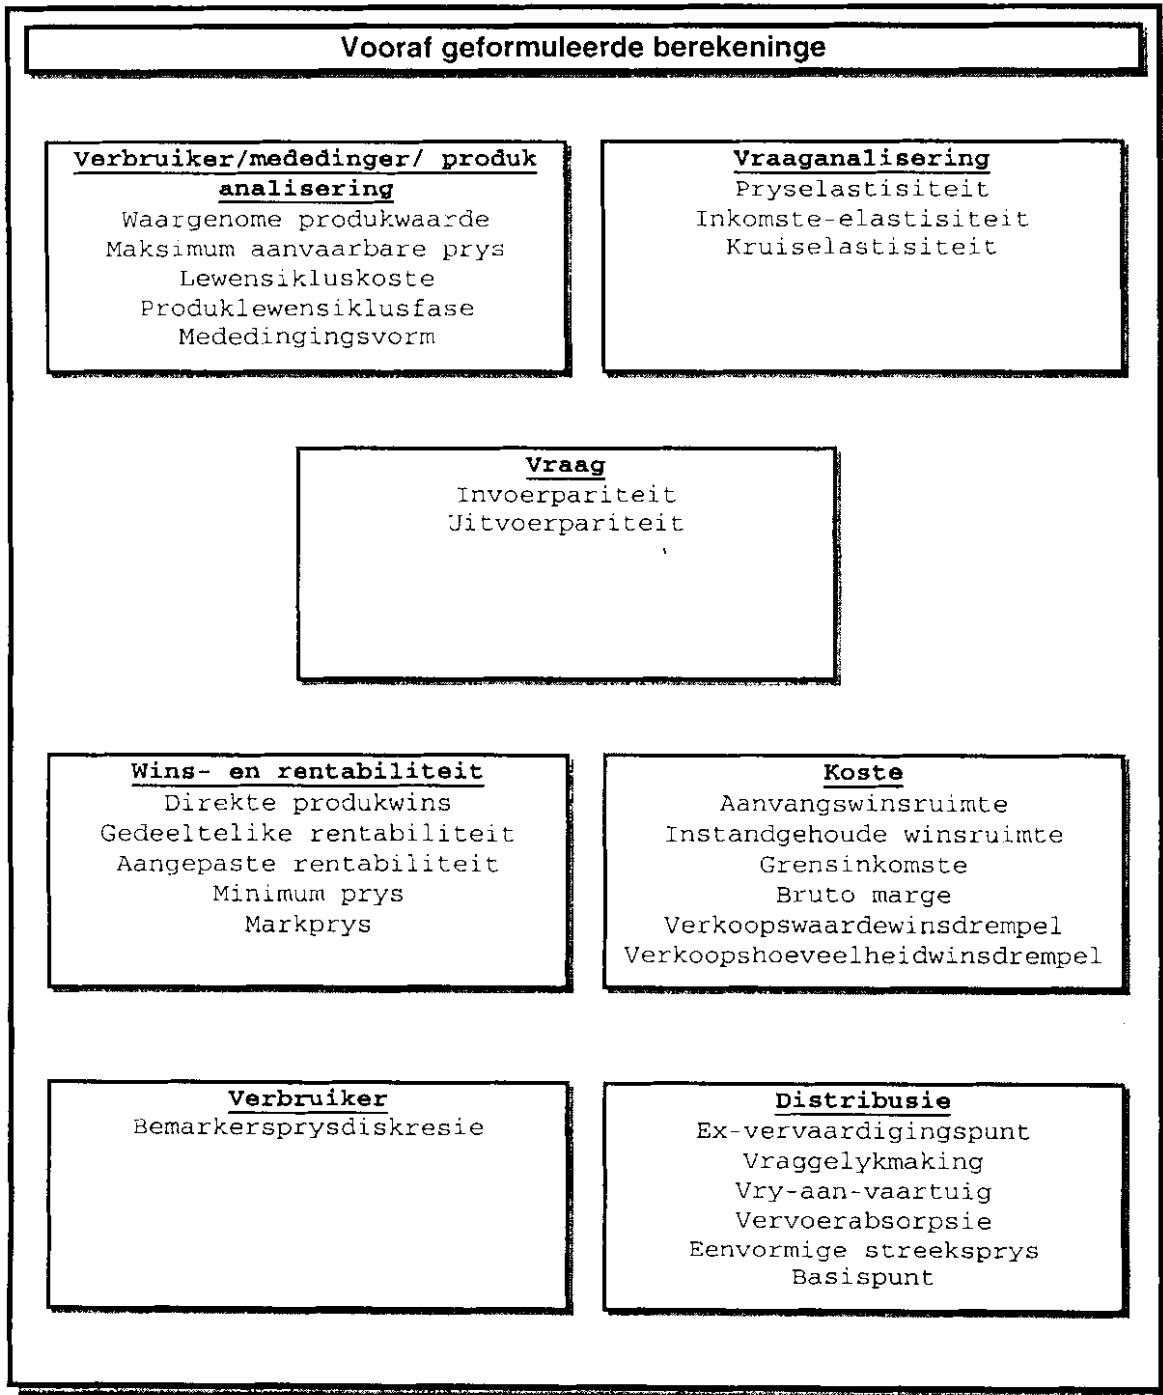 Vooraf geformuleerde berekeninge
Verbruiker/mededinger/ produk
analisering
Waargenome produkwaarde
Maksimum aanvaarbare prys
Lewensikluskoste
Produklewensiklusfase
Mededingingsvorm
Vraaganalisering
Pryselastisiteit
Inkomste-elastisiteit
Kruiselastisiteit
Vraag
Invoerpariteit
Uitvoerpariteit
Wins- en rentabiliteit
Direkte produkwins
Gedeeltelike rentabiliteit
Aangepaste rentabiliteit
Minimum prys
Markprys
Koste
Aanvangswinsruimte
Instandgehoude winsruimte
Grensinkomste
Bruto marge
Verkoopswaardewinsdrempel
Verkoopshoeveelheidwinsdrempel
Verbruiker
Bemarkersprysdiskresie
Distribusie
Ex-vervaardigingspunt
Vraggelykmaking
Vry-aan-vaartuig
Vervoerabsorpsie
Eenvormige streeksprys
Basispunt